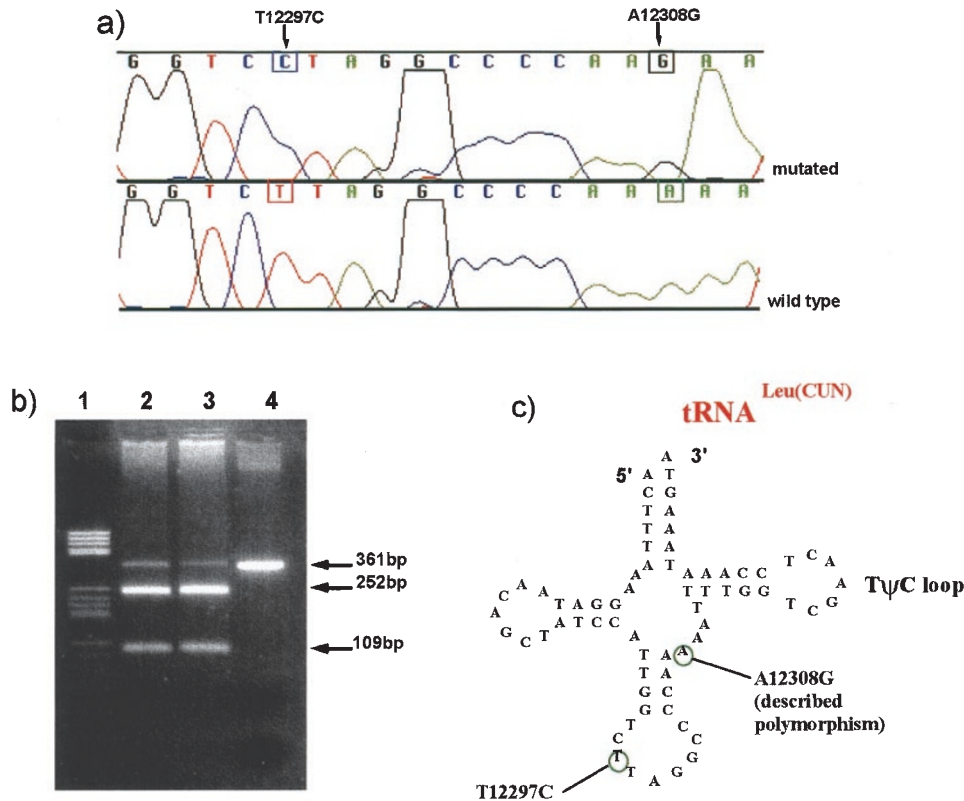 a)
T12297C A12308G
G G T C C T A G G C C C C A A G A A
mutated
G G T C T T A G G C C C C A A A A A
wild type
b)
1 2 3 4
361bp
252bp
109bp
c)
tRNA Leu(CUN)
5' 3'
A
A T
C G
T A
T A
T A
T A
A T
TΨC loop
A12308G
(described
polymorphism)
T12297C